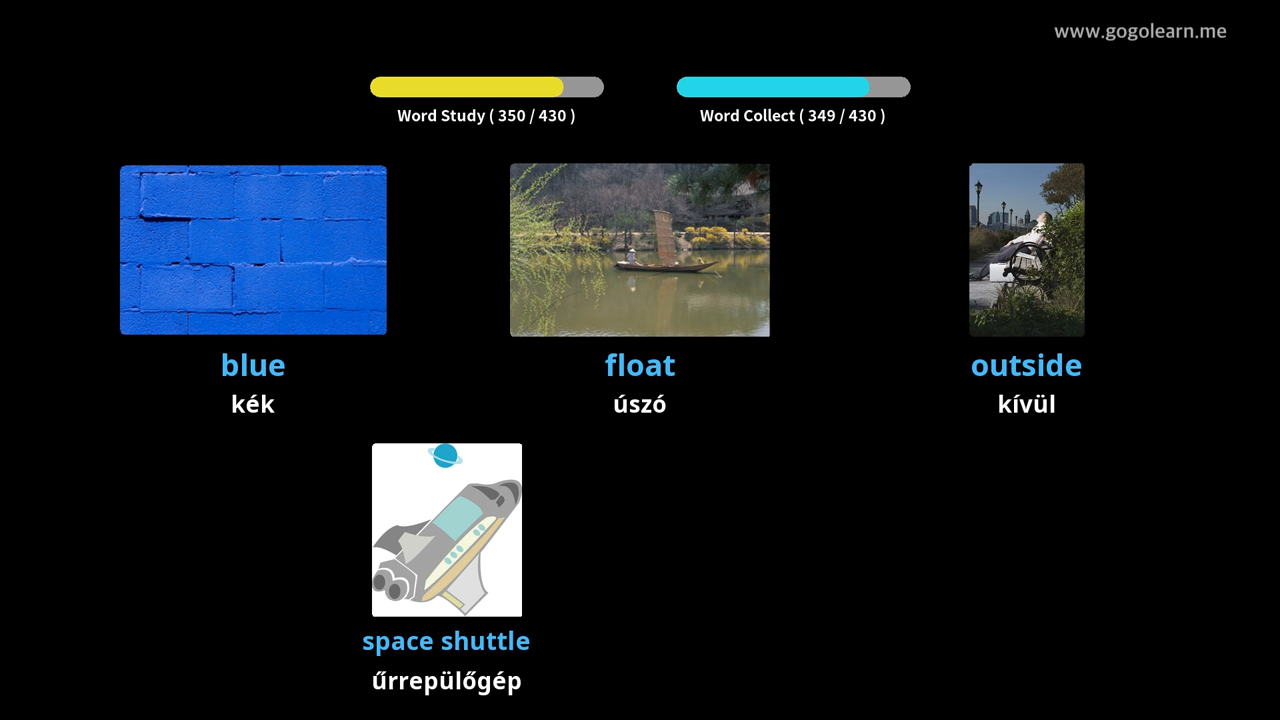 www.gogolearn.me
Word Study ( 350 / 430 )
Word Collect ( 349 / 430 )
blue
kék
float
úszó
outside
kívül
space shuttle
űrrepülőgép